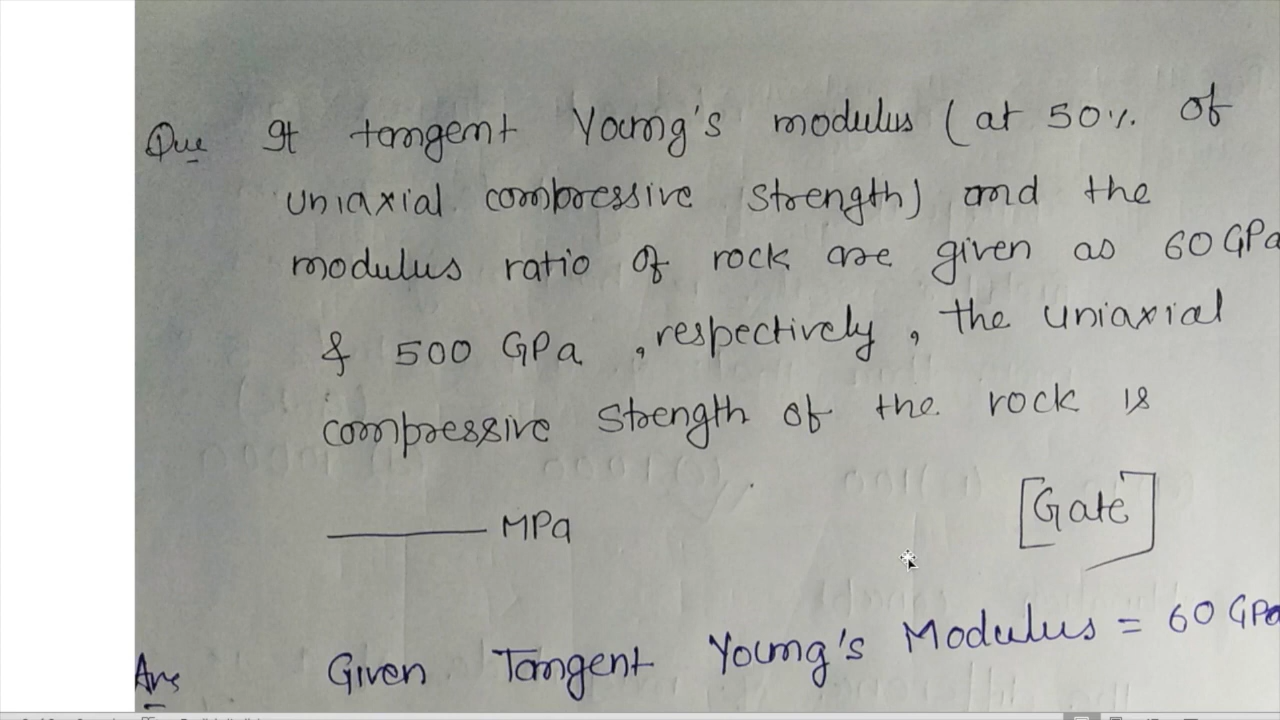 Que If tangent Young's modulus (at 50% of
uniaxial compressive strength) and the
modulus ratio of rock are given as 60 GPa
& 500 GPa , respectively , the uniaxial
compressive strength of the rock is
MPa
[Gate]
Ans Given Tangent Young's Modulus = 60 GPa